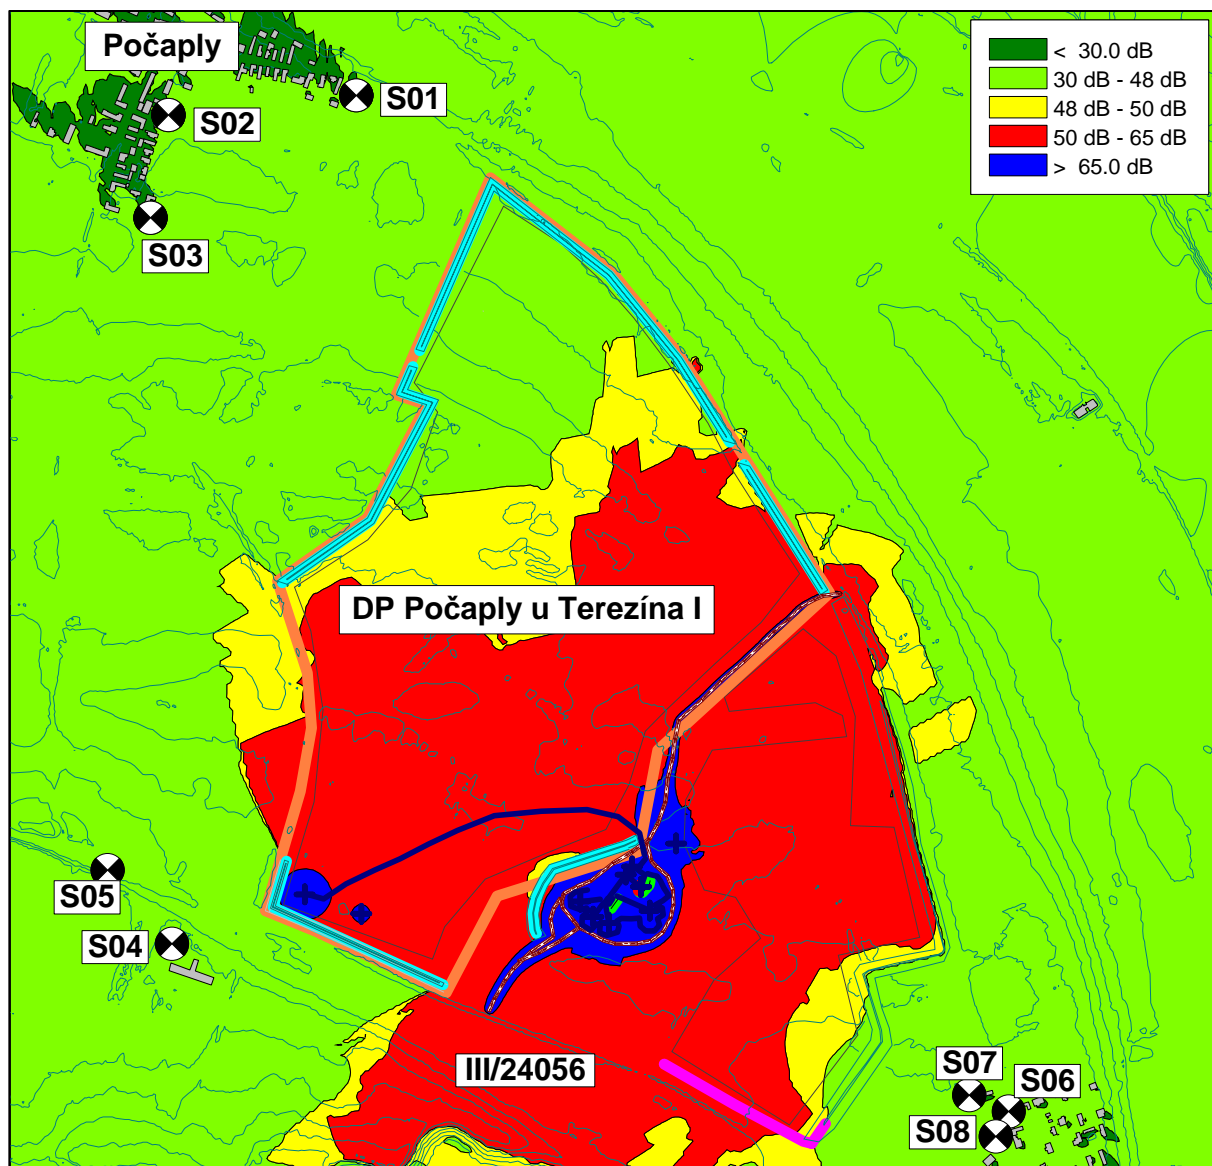 Počaply
S01
S02
S03
< 30.0 dB
30 dB - 48 dB
48 dB - 50 dB
50 dB - 65 dB
> 65.0 dB
DP Počaply u Terezína I
S05
S04
III/24056
S07
S06
S08